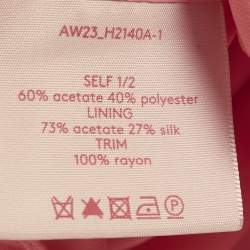 AW23_H2140A-1
SELF 1/2
60% acetate 40% polyester
LINING
73% acetate 27% silk
TRIM
100% rayon